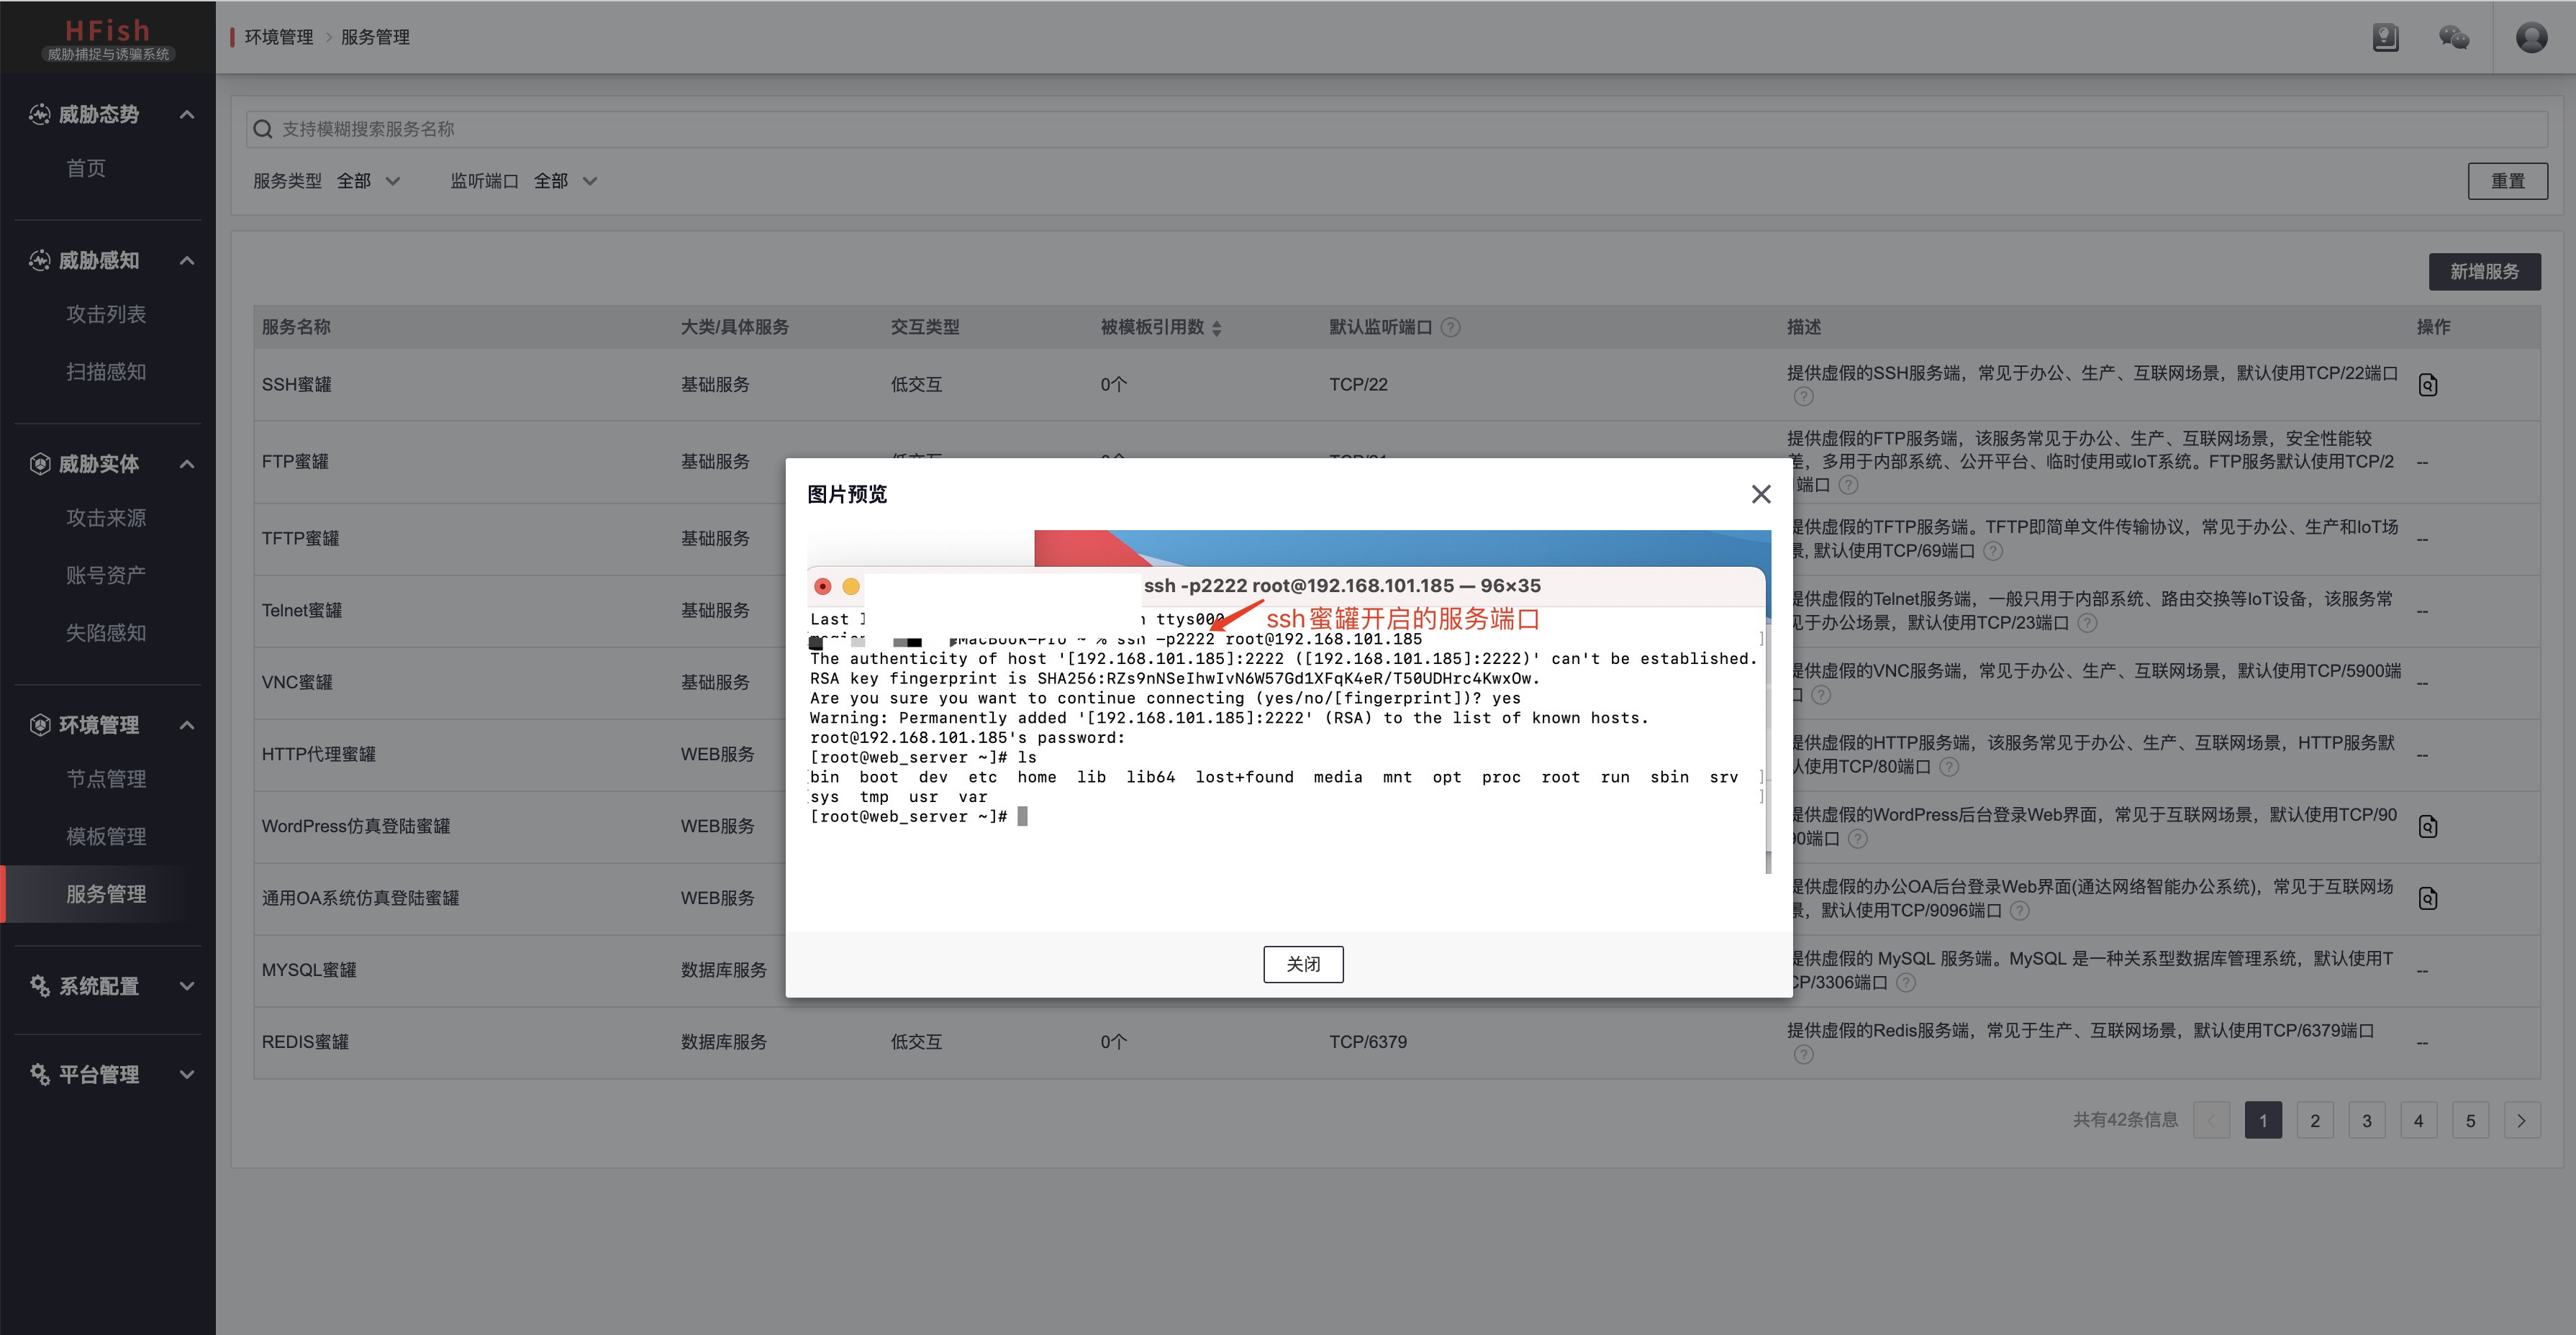 HFish
威胁捕捉与诱骗系统
环境管理 > 服务管理
威胁态势
首页
威胁感知
攻击列表
扫描感知
威胁实体
攻击来源
账号资产
失陷感知
环境管理
节点管理
模板管理
服务管理
系统配置
平台管理
支持模糊搜索服务名称
服务类型 全部 监听端口 全部
重置
新增服务
服务名称 大类/具体服务 交互类型 被模板引用数 默认监听端口 描述 操作
SSH蜜罐 基础服务 低交互 0个 TCP/22 提供虚假的SSH服务端，常见于办公、生产、互联网场景，默认使用TCP/22端口
FTP蜜罐 基础服务 提供虚假的FTP服务端，该服务常见于办公、生产、互联网场景，安全性能较
差，多用于内部系统、公开平台、临时使用或IoT系统。FTP服务默认使用TCP/2
端口 --
TFTP蜜罐 基础服务 提供虚假的TFTP服务端。TFTP即简单文件传输协议，常见于办公、生产和IoT场
景, 默认使用TCP/69端口 --
Telnet蜜罐 基础服务 提供虚假的Telnet服务端，一般只用于内部系统、路由交换等IoT设备，该服务常
见于办公场景，默认使用TCP/23端口 --
VNC蜜罐 基础服务 提供虚假的VNC服务端，常见于办公、生产、互联网场景，默认使用TCP/5900端
口 --
HTTP代理蜜罐 WEB服务 提供虚假的HTTP服务端，该服务常见于办公、生产、互联网场景，HTTP服务默
认使用TCP/80端口 --
WordPress仿真登陆蜜罐 WEB服务 提供虚假的WordPress后台登录Web界面，常见于互联网场景，默认使用TCP/90
90端口
通用OA系统仿真登陆蜜罐 WEB服务 提供虚假的办公OA后台登录Web界面(通达网络智能办公系统)，常见于互联网场
景，默认使用TCP/9096端口
MYSQL蜜罐 数据库服务 提供虚假的 MySQL 服务端。MySQL 是一种关系型数据库管理系统，默认使用T
CP/3306端口 --
REDIS蜜罐 数据库服务 低交互 0个 TCP/6379 提供虚假的Redis服务端，常见于生产、互联网场景，默认使用TCP/6379端口 --
共有42条信息 1 2 3 4 5
图片预览
ssh -p2222 root@192.168.101.185 — 96×35
Last ttys000
ssh蜜罐开启的服务端口
MacBook-Pro ~ % ssh -p2222 root@192.168.101.185
The authenticity of host '[192.168.101.185]:2222 ([192.168.101.185]:2222)' can't be established.
RSA key fingerprint is SHA256:RZs9nNSeIhwIvN6W57Gd1XFqK4eR/T50UDHrc4KwxOw.
Are you sure you want to continue connecting (yes/no/[fingerprint])? yes
Warning: Permanently added '[192.168.101.185]:2222' (RSA) to the list of known hosts.
root@192.168.101.185's password:
[root@web_server ~]# ls
bin boot dev etc home lib lib64 lost+found media mnt opt proc root run sbin srv
sys tmp usr var
[root@web_server ~]#
关闭